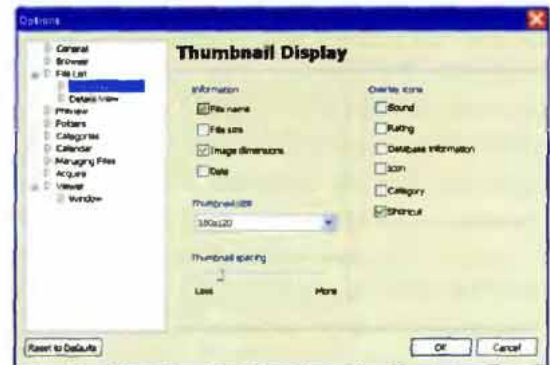 Options
General
Browser
File List
Details View
Preview
Folders
Categories
Calendar
Managing Files
Acquire
Viewer
Window
Thumbnail Display
Information
File name
File size
Image dimensions
Date
Thumbnail size
Thumbnail spacing
Less More
Overlay icons
Sound
Rating
Database information
Icon
Category
Shortcut
Reset to Defaults
OK Cancel